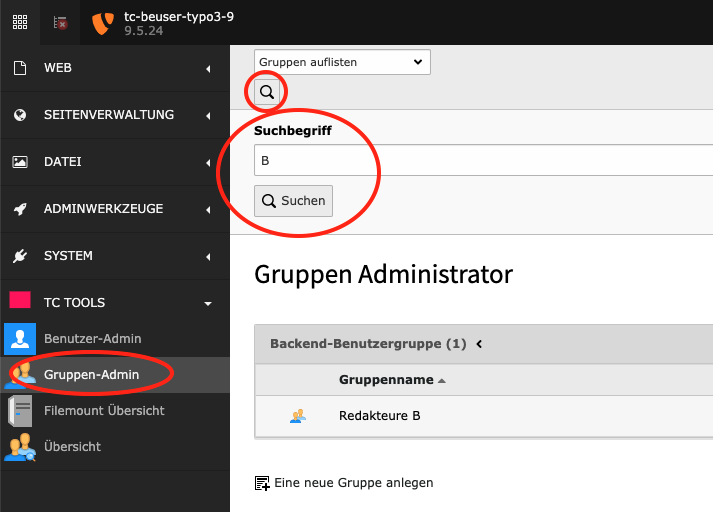 tc-beuser-typo3-9
9.5.24
WEB
SEITENVERWALTUNG
DATEI
ADMINWERKZEUGE
SYSTEM
TC TOOLS
Benutzer-Admin
Gruppen-Admin
Filemount Übersicht
Übersicht
Gruppen auflisten
Suchbegriff
B
Suchen
Gruppen Administrator
Backend-Benutzergruppe (1)
Gruppenname
Redakteure B
Eine neue Gruppe anlegen